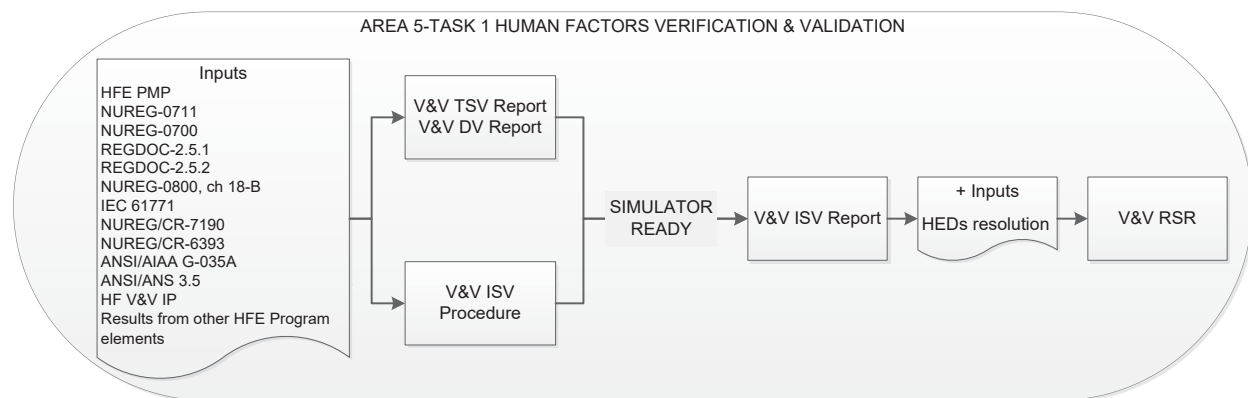 AREA 5-TASK 1 HUMAN FACTORS VERIFICATION & VALIDATION
Inputs
HFE PMP
NUREG-0711
NUREG-0700
REGDOC-2.5.1
REGDOC-2.5.2
NUREG-0800, ch 18-B
IEC 61771
NUREG/CR-7190
NUREG/CR-6393
ANSI/AIAA G-035A
ANSI/ANS 3.5
HF V&V IP
Results from other HFE Program
elements
V&V TSV Report
V&V DV Report
V&V ISV
Procedure
SIMULATOR
READY
V&V ISV Report
+ Inputs
HEDs resolution
V&V RSR